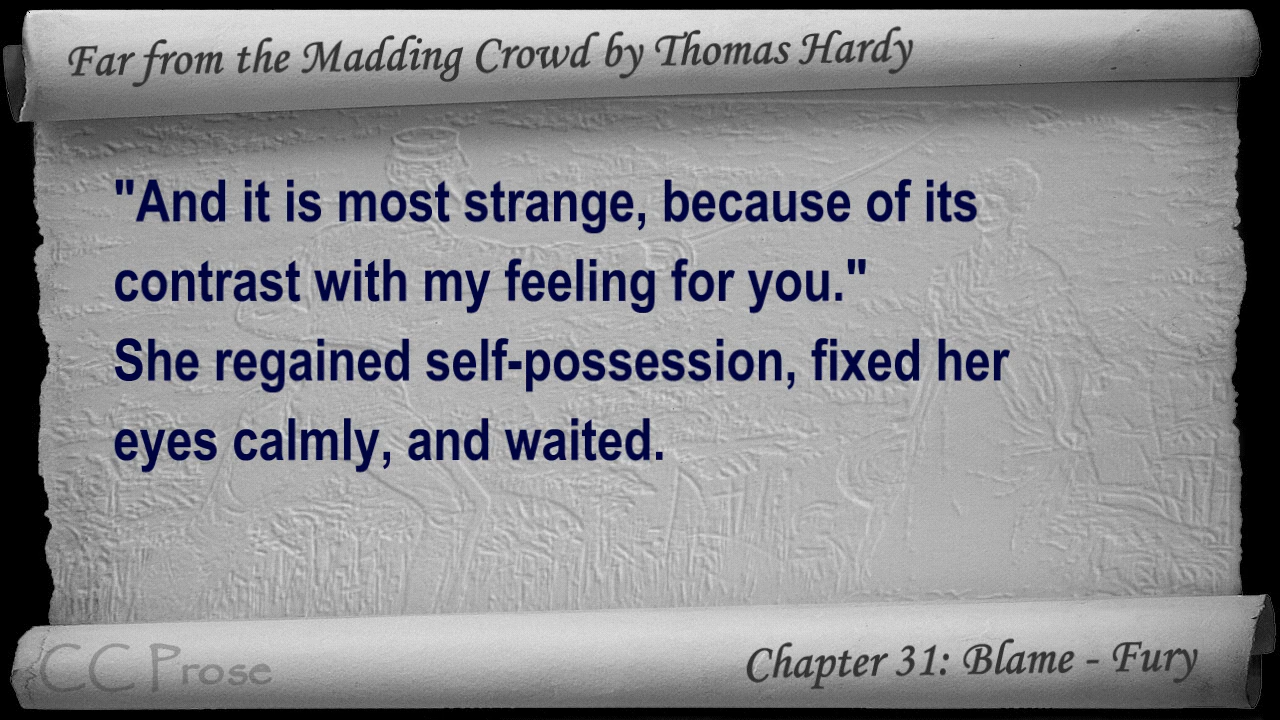 Far from the Madding Crowd by Thomas Hardy
"And it is most strange, because of its
contrast with my feeling for you."
She regained self-possession, fixed her
eyes calmly, and waited.
CC Prose
Chapter 31: Blame - Fury